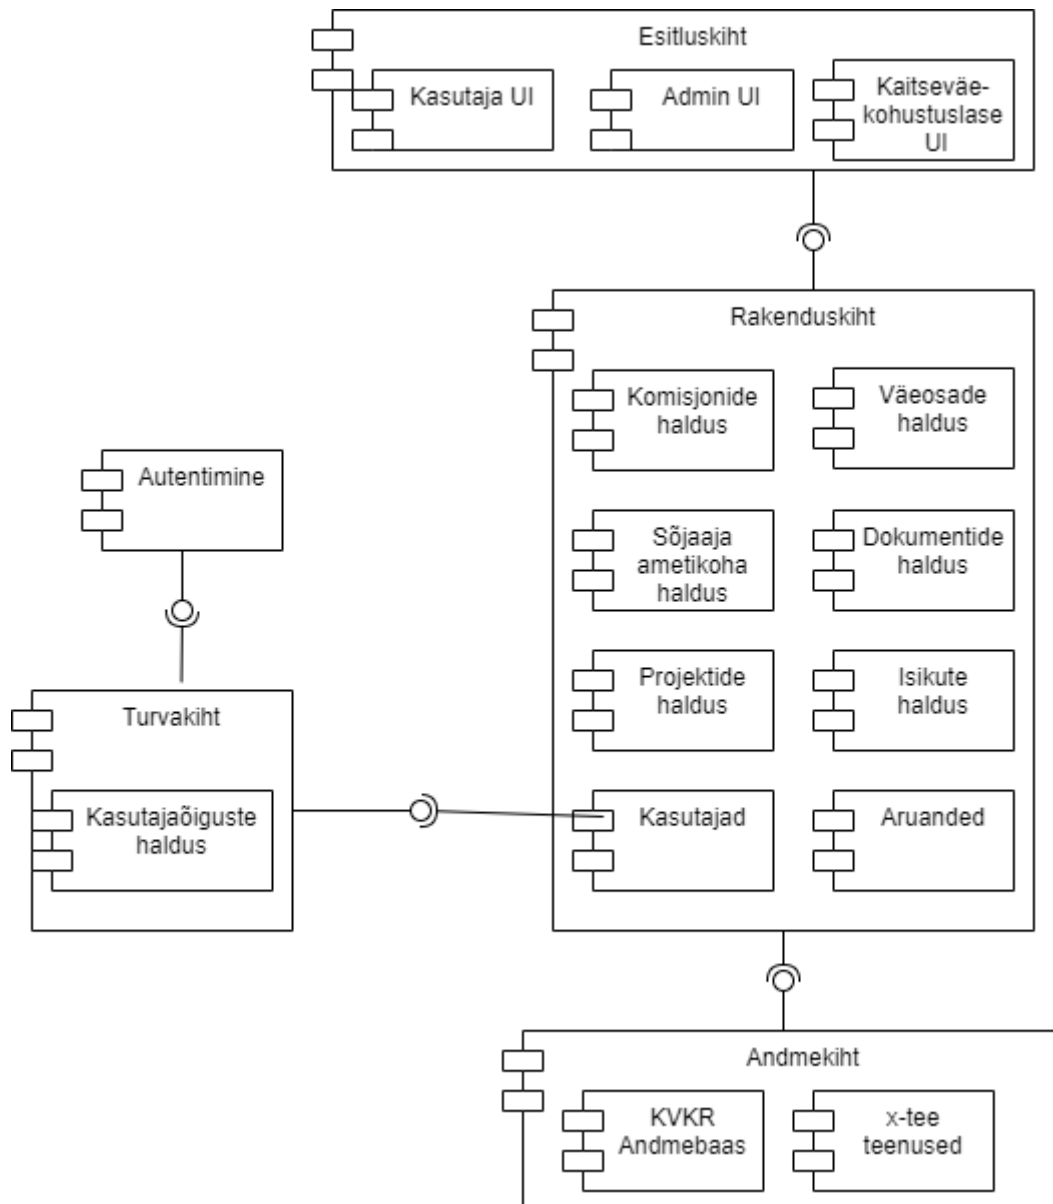 Esitluskiht
Kasutaja UI
Admin UI
Kaitseväe-
kohustuslase
UI
Rakenduskiht
Komisjonide
haldus
Väeosade
haldus
Autentimine
Sõjaaja
ametikoha
haldus
Dokumentide
haldus
Projektide
haldus
Isikute
haldus
Turvakiht
Kasutajaõiguste
haldus
Kasutajad
Aruanded
Andmekiht
KVKR
Andmebaas
x-tee
teenused